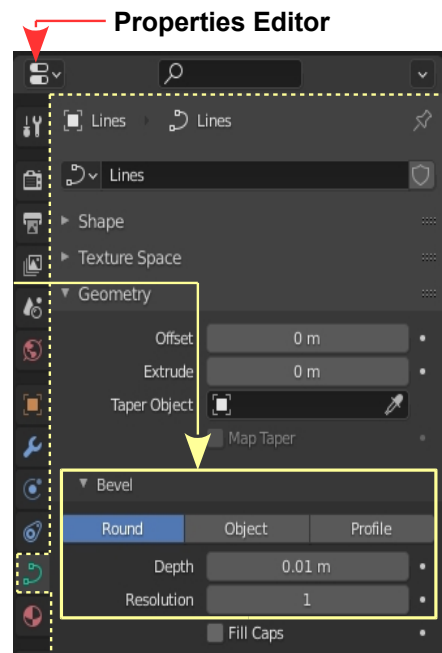 Properties Editor
Lines Lines
Lines
Shape
Texture Space
Geometry
Offset 0 m
Extrude 0 m
Taper Object
Map Taper
Bevel
Round Object Profile
Depth 0.01 m
Resolution 1
Fill Caps